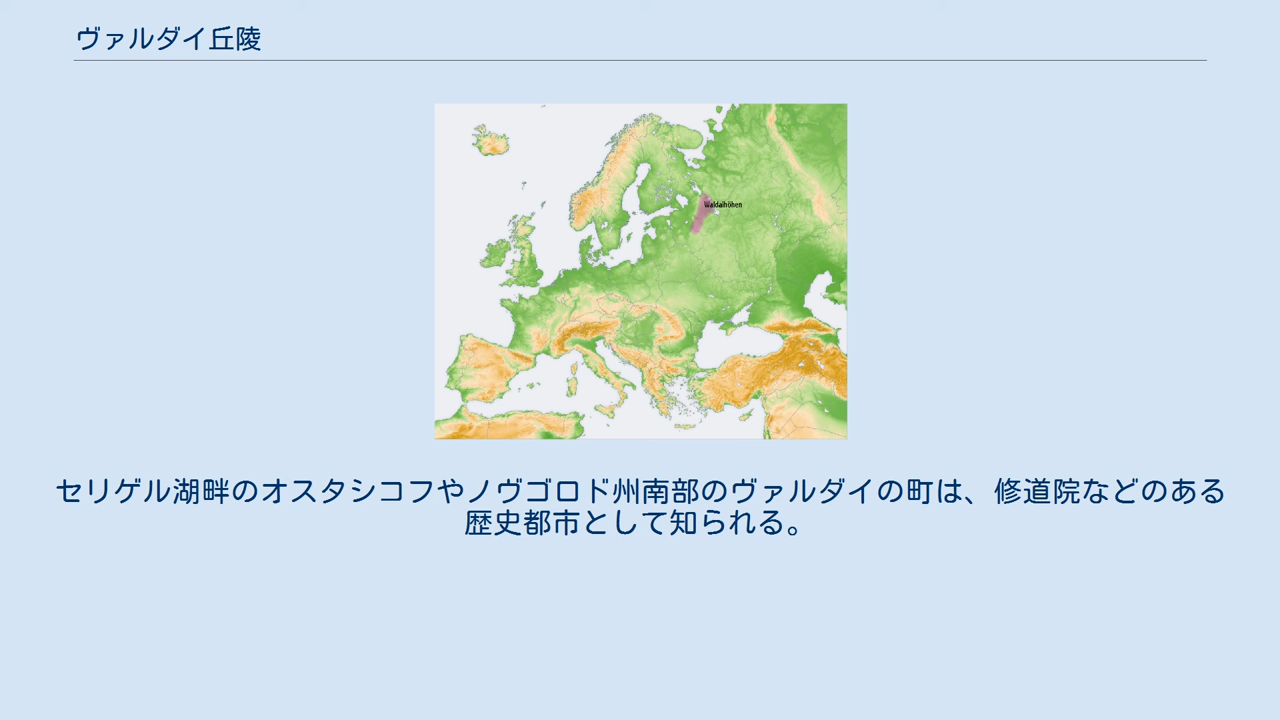 ヴァルダイ丘陵
Waldaihöhen
セリゲル湖畔のオスタシコフやノヴゴロド州南部のヴァルダイの町は、修道院などのある
歴史都市として知られる。